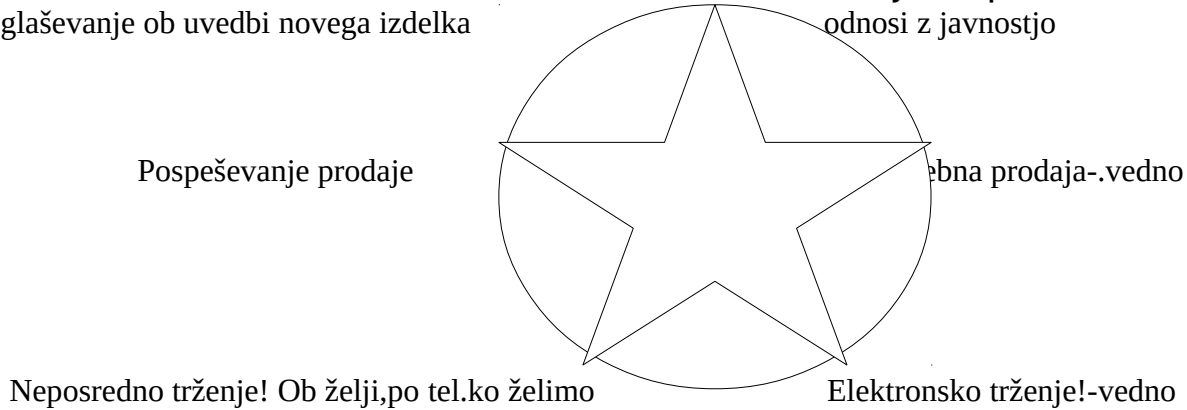 glaševanje ob uvedbi novega izdelka
odnosi z javnostjo
Pospeševanje prodaje
ebna prodaja-.vedno
Neposredno trženje! Ob želji,po tel.ko želimo
Elektronsko trženje!-vedno